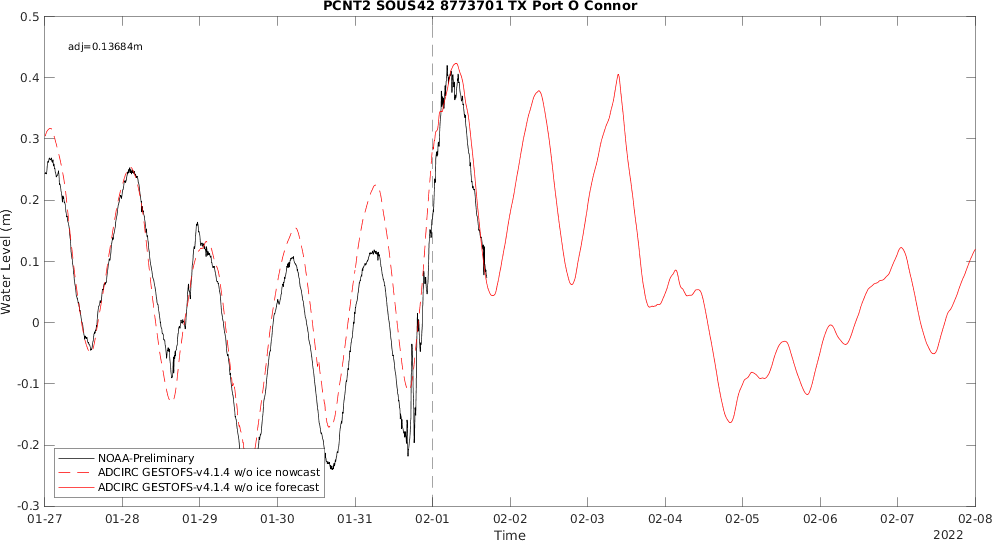 PCNT2 SOUS42 8773701 TX Port O Connor
0.5
adj=0.13684m
0.4
0.3
0.2
0.1
0
-0.1
-0.2
-0.3
Water Level (m)
NOAA-Preliminary
ADCIRC GESTOFS-v4.1.4 w/o ice nowcast
ADCIRC GESTOFS-v4.1.4 w/o ice forecast
01-27 01-28 01-29 01-30 01-31 02-01 02-02 02-03 02-04 02-05 02-06 02-07 02-08
Time
2022